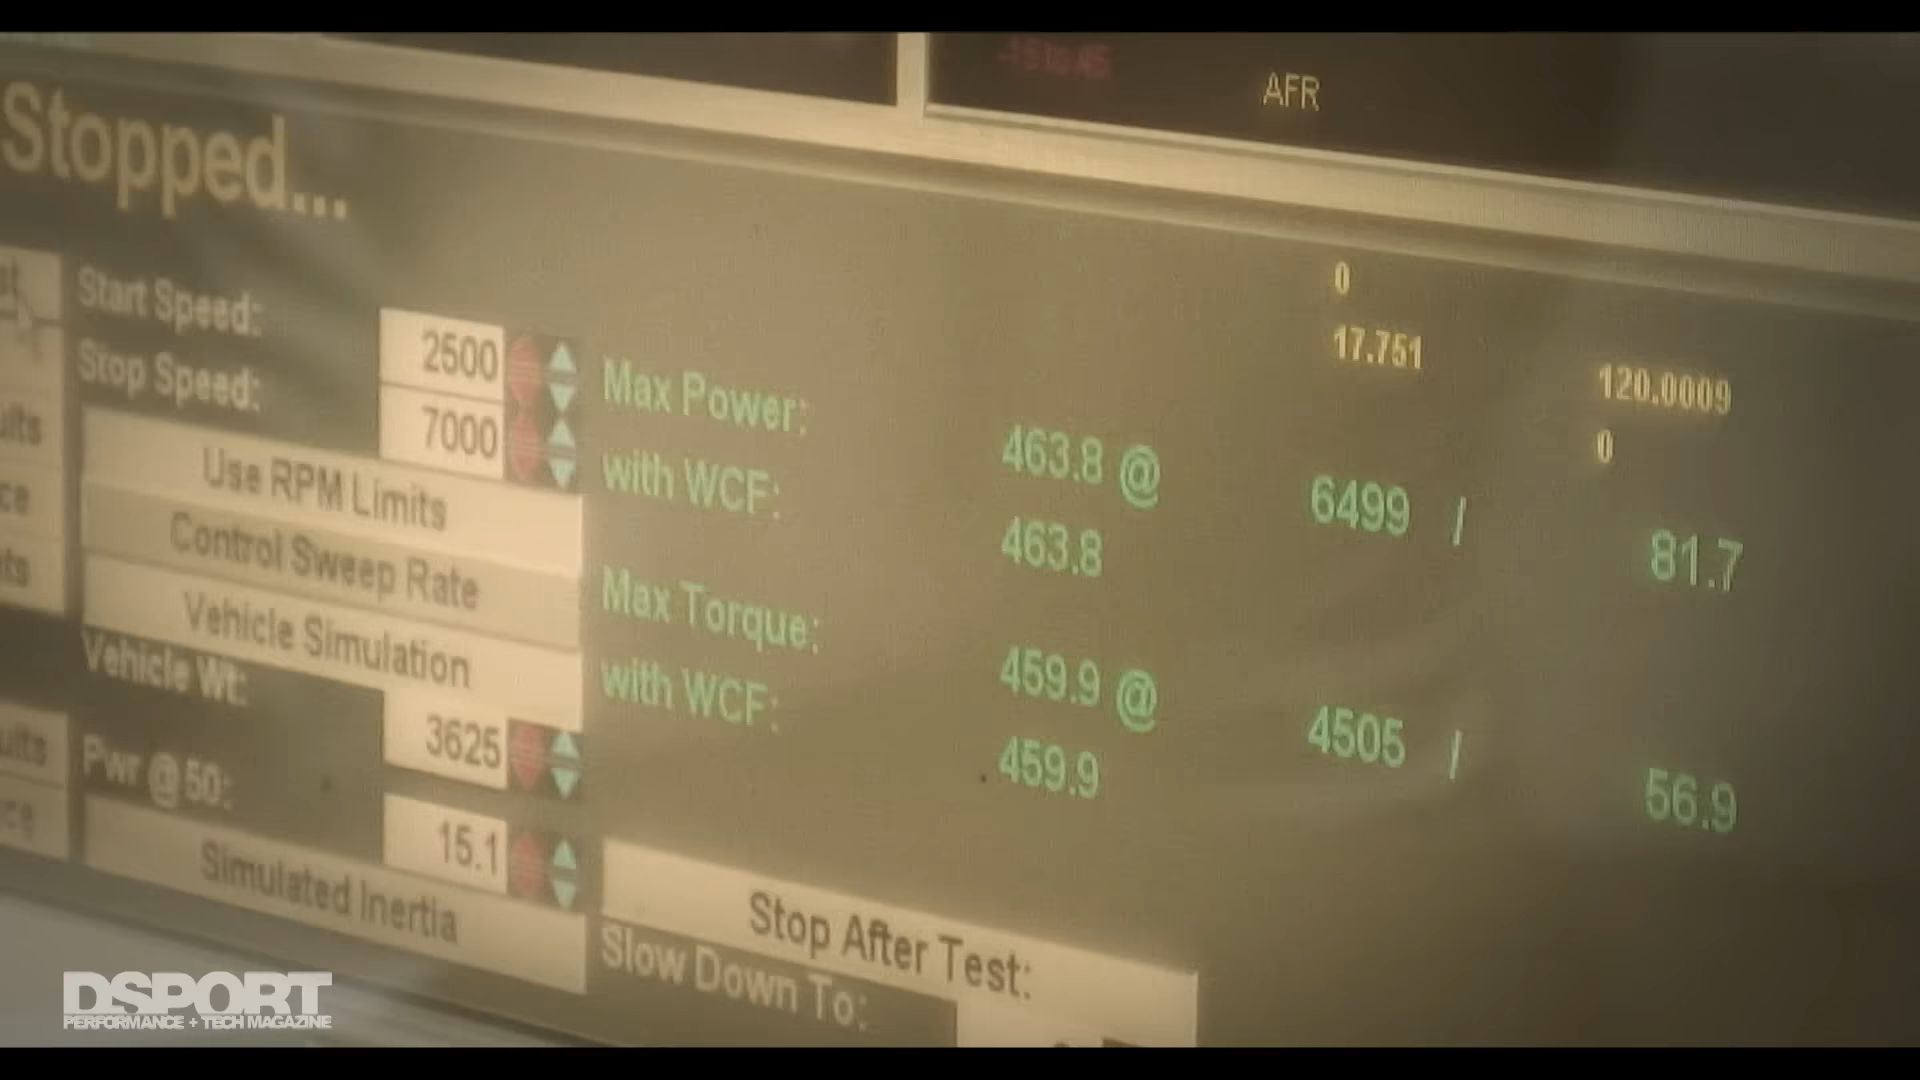 AFR
Stopped...
0
17.751
120.0009
0
Start Speed: 2500
Stop Speed: 7000
Use RPM Limits
Control Sweep Rate
Vehicle Simulation
Vehicle Wt: 3625
Pwr @50: 15.1
Simulated Inertia
Max Power: 463.8 @ 6499 / 81.7
with WCF: 463.8
Max Torque: 459.9 @ 4505 / 56.9
with WCF: 459.9
Stop After Test:
Slow Down To:
DSPORT
PERFORMANCE + TECH MAGAZINE